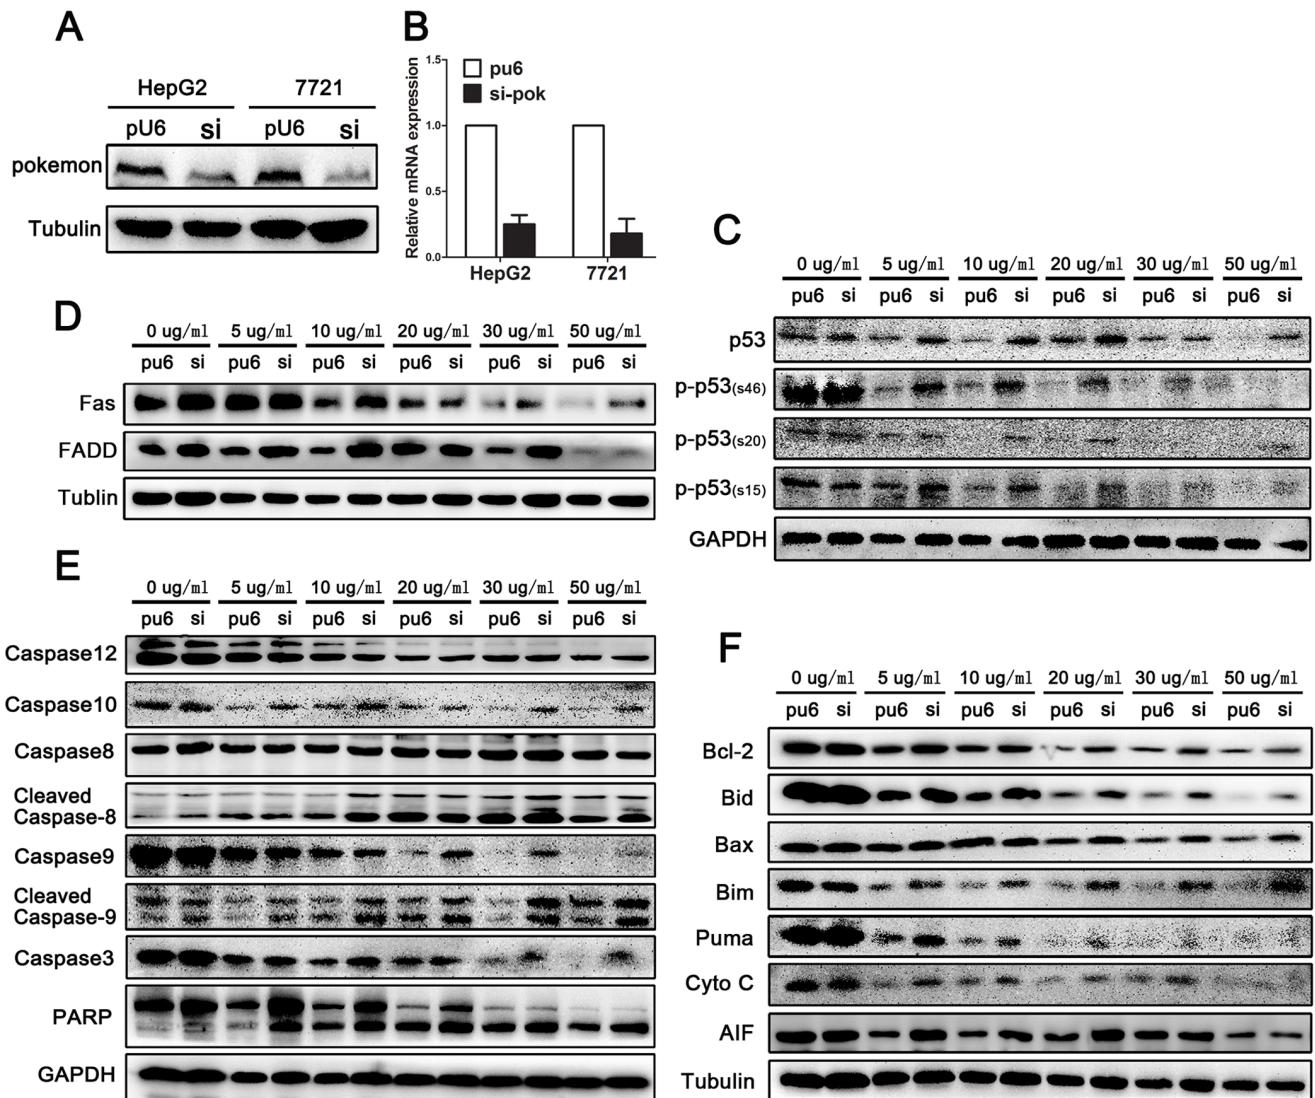 A
HepG2 7721
pU6 si pU6 si
pokemon
Tubulin
B
Relative mRNA expression
1.5
1.0
0.5
0.0
pu6
si-pok
HepG2 7721
C
0 ug/ml 5 ug/ml 10 ug/ml 20 ug/ml 30 ug/ml 50 ug/ml
pu6 si pu6 si pu6 si pu6 si pu6 si pu6 si
p53
p-p53(s46)
p-p53(s20)
p-p53(s15)
GAPDH
D
0 ug/ml 5 ug/ml 10 ug/ml 20 ug/ml 30 ug/ml 50 ug/ml
pu6 si pu6 si pu6 si pu6 si pu6 si pu6 si
Fas
FADD
Tublin
E
0 ug/ml 5 ug/ml 10 ug/ml 20 ug/ml 30 ug/ml 50 ug/ml
pu6 si pu6 si pu6 si pu6 si pu6 si pu6 si
Caspase12
Caspase10
Caspase8
Cleaved
Caspase-8
Caspase9
Cleaved
Caspase-9
Caspase3
PARP
GAPDH
F
0 ug/ml 5 ug/ml 10 ug/ml 20 ug/ml 30 ug/ml 50 ug/ml
pu6 si pu6 si pu6 si pu6 si pu6 si pu6 si
Bcl-2
Bid
Bax
Bim
Puma
Cyto C
AIF
Tubulin